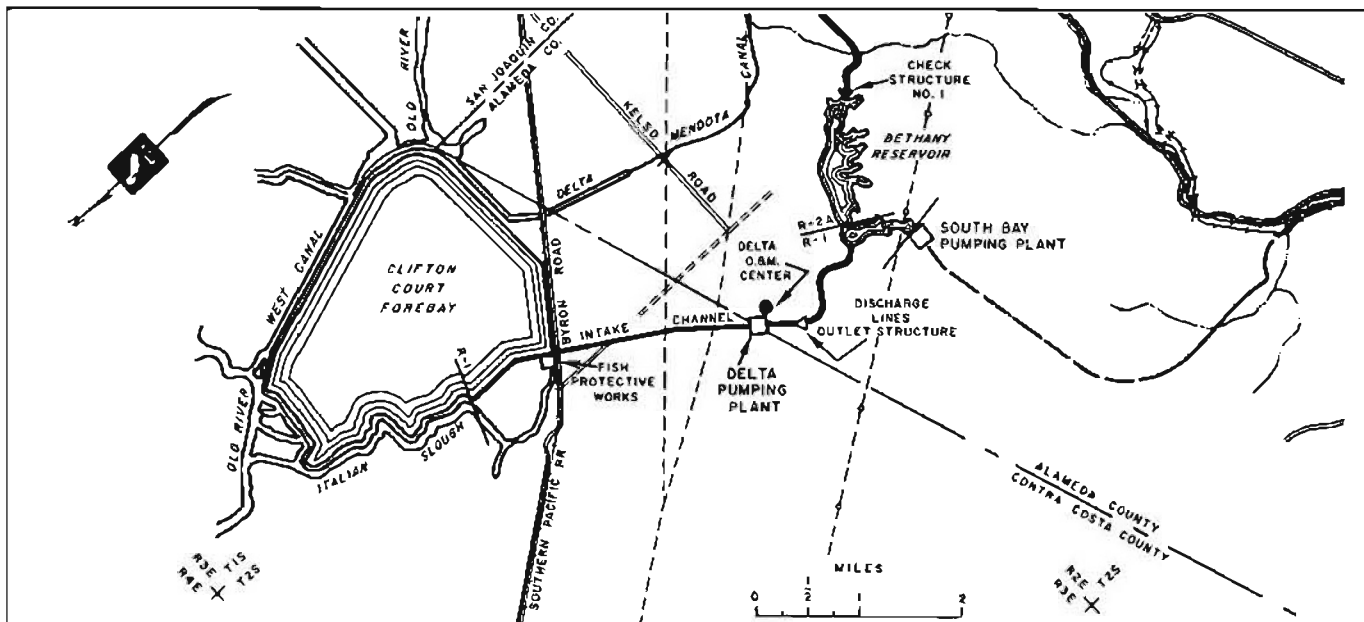 OLD
RIVER
SAN JOAQUIN CO.
ALAMEDA CO.
CANAL
CHECK
STRUCTURE
NO. 1
KELSO
ROAD
MENDOTA
DELTA
BETHANY
RESERVOIR
WEST CANAL
CLIFTON
COURT
FOREBAY
BYRON ROAD
R-2A
R-1
SOUTH BAY
PUMPING PLANT
DELTA
O.&M.
CENTER
INTAKE
CHANNEL
DISCHARGE
LINES
OUTLET STRUCTURE
R-1
FISH
PROTECTIVE
WORKS
DELTA
PUMPING
PLANT
OLD RIVER
ITALIAN
SLOUGH
SOUTHERN PACIFIC RR
ALAMEDA COUNTY
CONTRA COSTA COUNTY
R3E T1S
R4E T2S
MILES
0 1 2
R2E T2S
R3E